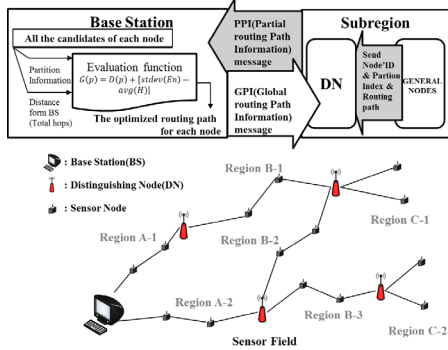 Base Station
All the candidates of each node
Partition
Information
Distance
form BS
(Total hops)
Evaluation function
G(p) = D(p) + [stdev(En) -
avg(H)]
The optimized routing path
for each node
PPI(Partial
routing Path
Information)
message
GPI(Global
routing Path
Information)
message
Subregion
DN
Send
Node'ID
& Partion
Index &
Routing
path
GENERAL
NODES
: Base Station(BS)
: Distinguishing Node(DN)
: Sensor Node
Region B-1
Region A-1
Region C-1
Region B-2
Region A-2
Region B-3
Region C-2
Sensor Field